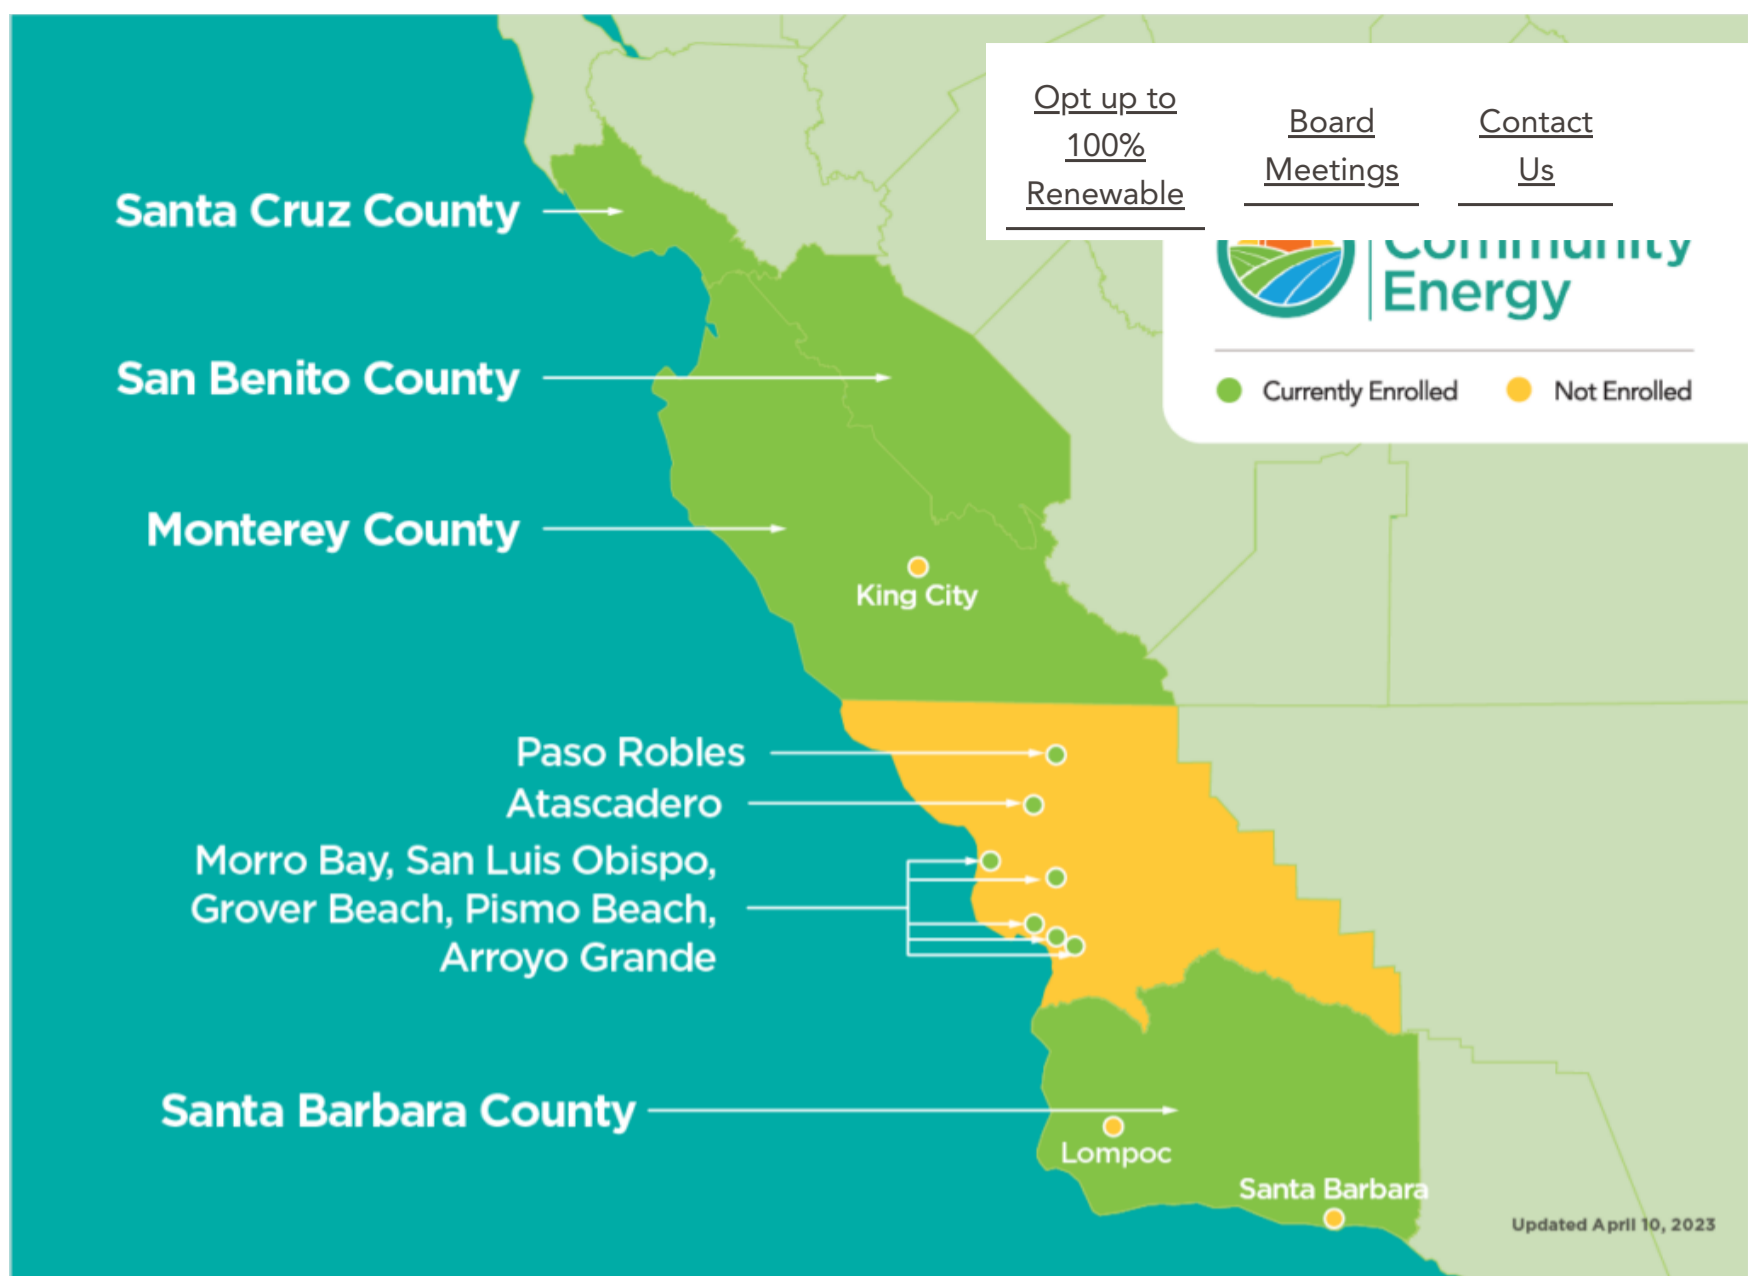 Opt up to
100%
Renewable
Board
Meetings
Contact
Us
Community
Energy
Currently Enrolled
Not Enrolled
Santa Cruz County
San Benito County
Monterey County
King City
Paso Robles
Atascadero
Morro Bay, San Luis Obispo,
Grover Beach, Pismo Beach,
Arroyo Grande
Santa Barbara County
Lompoc
Santa Barbara
Updated April 10, 2023